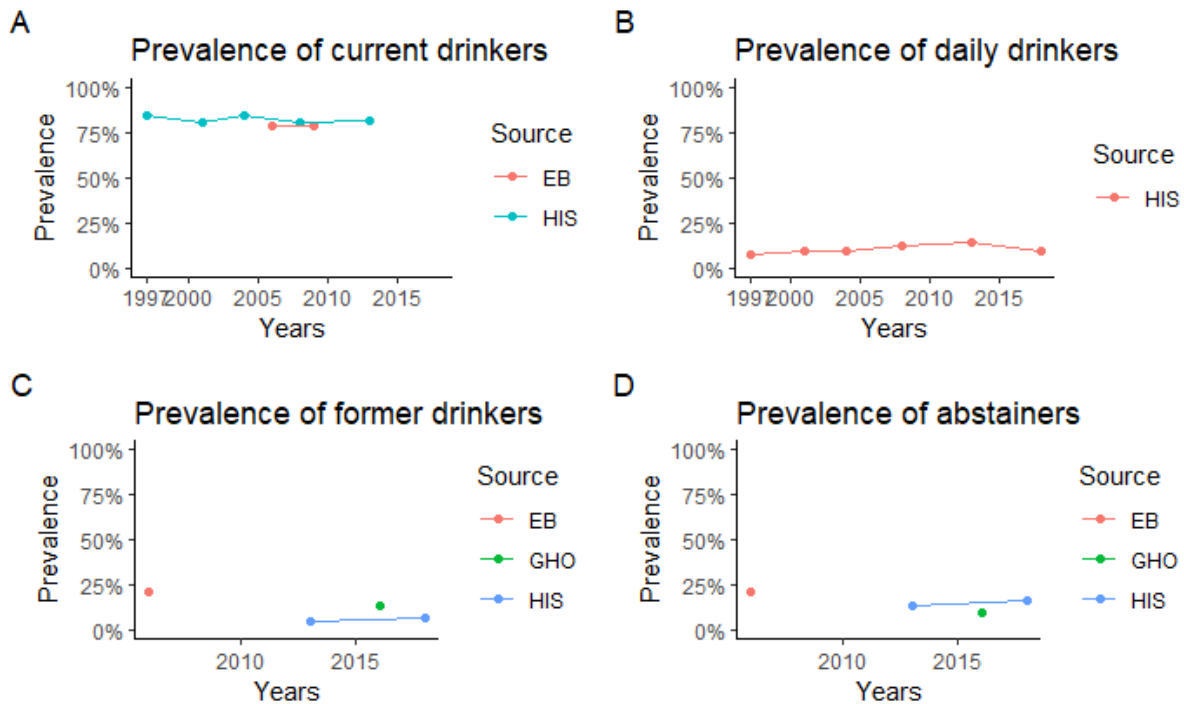 A
Prevalence of current drinkers
100%
75%
50%
25%
0%
Prevalence
1997 2000 2005 2010 2015
Years
Source
EB
HIS
B
Prevalence of daily drinkers
100%
75%
50%
25%
0%
Prevalence
1997 2000 2005 2010 2015
Years
Source
HIS
C
Prevalence of former drinkers
100%
75%
50%
25%
0%
Prevalence
2010 2015
Years
Source
EB
GHO
HIS
D
Prevalence of abstainers
100%
75%
50%
25%
0%
Prevalence
2010 2015
Years
Source
EB
GHO
HIS